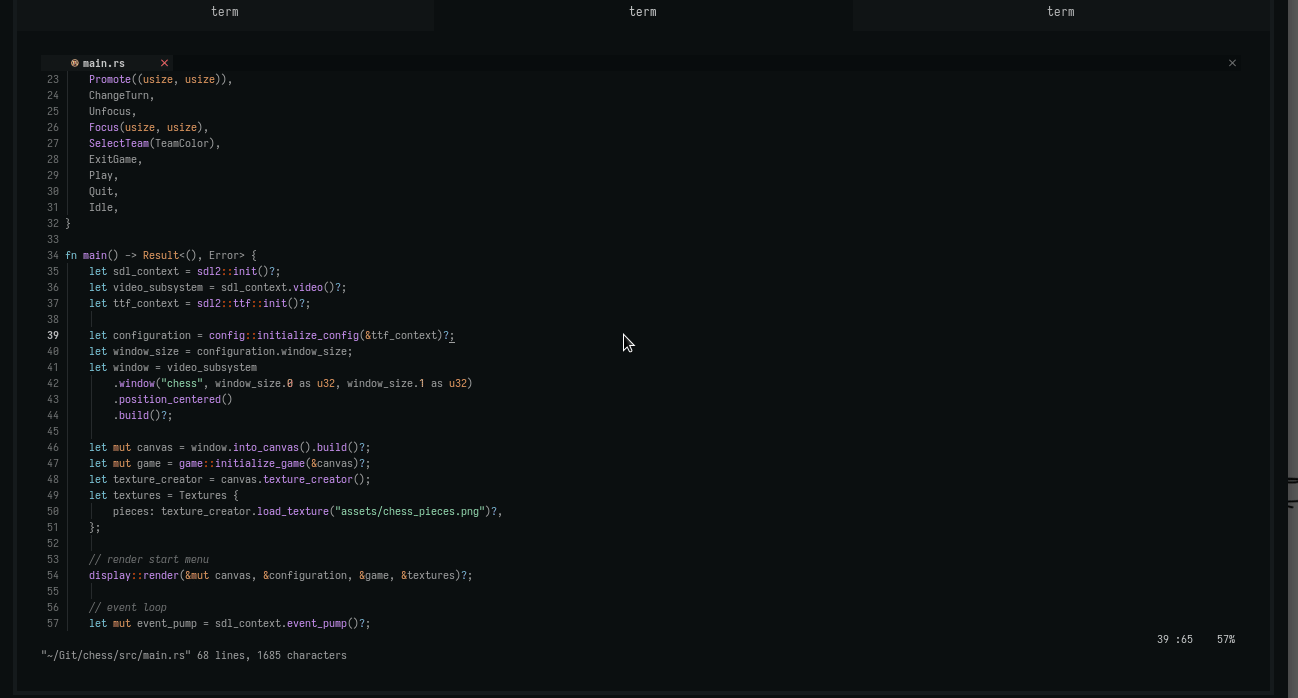 term term term
main.rs ✕ ✕
23 Promote((usize, usize)),
24 ChangeTurn,
25 Unfocus,
26 Focus(usize, usize),
27 SelectTeam(TeamColor),
28 ExitGame,
29 Play,
30 Quit,
31 Idle,
32 }
33
34 fn main() -> Result<(), Error> {
35 let sdl_context = sdl2::init()?;
36 let video_subsystem = sdl_context.video()?;
37 let ttf_context = sdl2::ttf::init()?;
38
39 let configuration = config::initialize_config(&ttf_context)?;
40 let window_size = configuration.window_size;
41 let window = video_subsystem
42 .window("chess", window_size.0 as u32, window_size.1 as u32)
43 .position_centered()
44 .build()?;
45
46 let mut canvas = window.into_canvas().build()?;
47 let mut game = game::initialize_game(&canvas)?;
48 let texture_creator = canvas.texture_creator();
49 let textures = Textures {
50 pieces: texture_creator.load_texture("assets/chess_pieces.png")?,
51 };
52
53 // render start menu
54 display::render(&mut canvas, &configuration, &game, &textures)?;
55
56 // event loop
57 let mut event_pump = sdl_context.event_pump()?;
39 :65 57%
"~/Git/chess/src/main.rs" 68 lines, 1685 characters